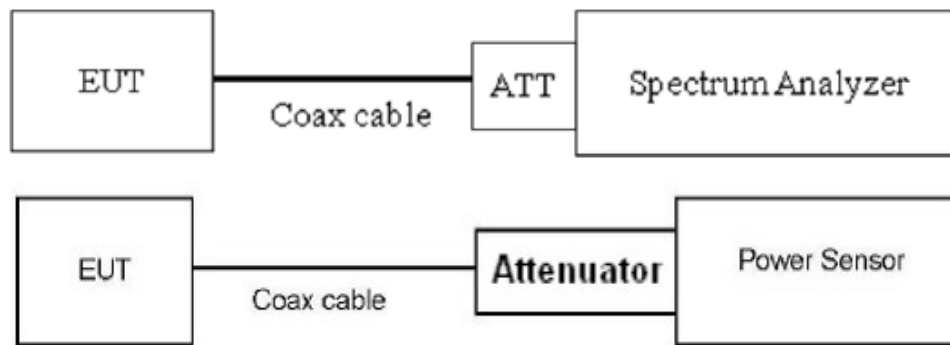 EUT
ATT
Spectrum Analyzer
Coax cable
EUT
Attenuator
Power Sensor
Coax cable